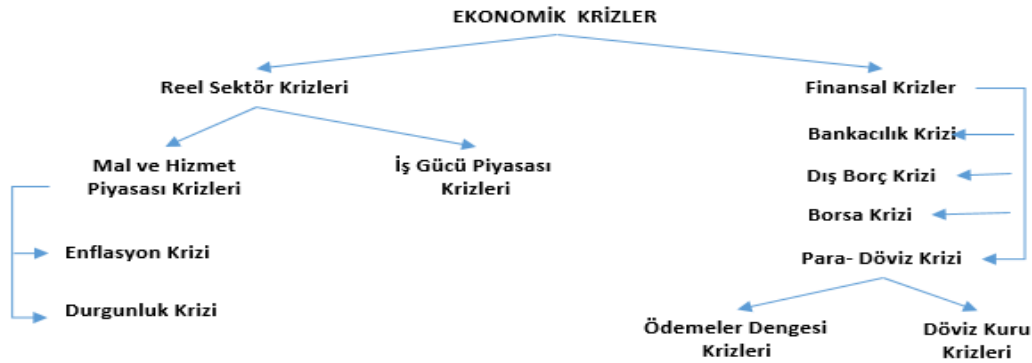 EKONOMİK KRİZLER
Reel Sektör Krizleri
Finansal Krizler
Bankacılık Krizi
Mal ve Hizmet
Piyasası Krizleri
İş Gücü Piyasası
Krizleri
Dış Borç Krizi
Borsa Krizi
Enflasyon Krizi
Para- Döviz Krizi
Durgunluk Krizi
Ödemeler Dengesi
Krizleri
Döviz Kuru
Krizleri